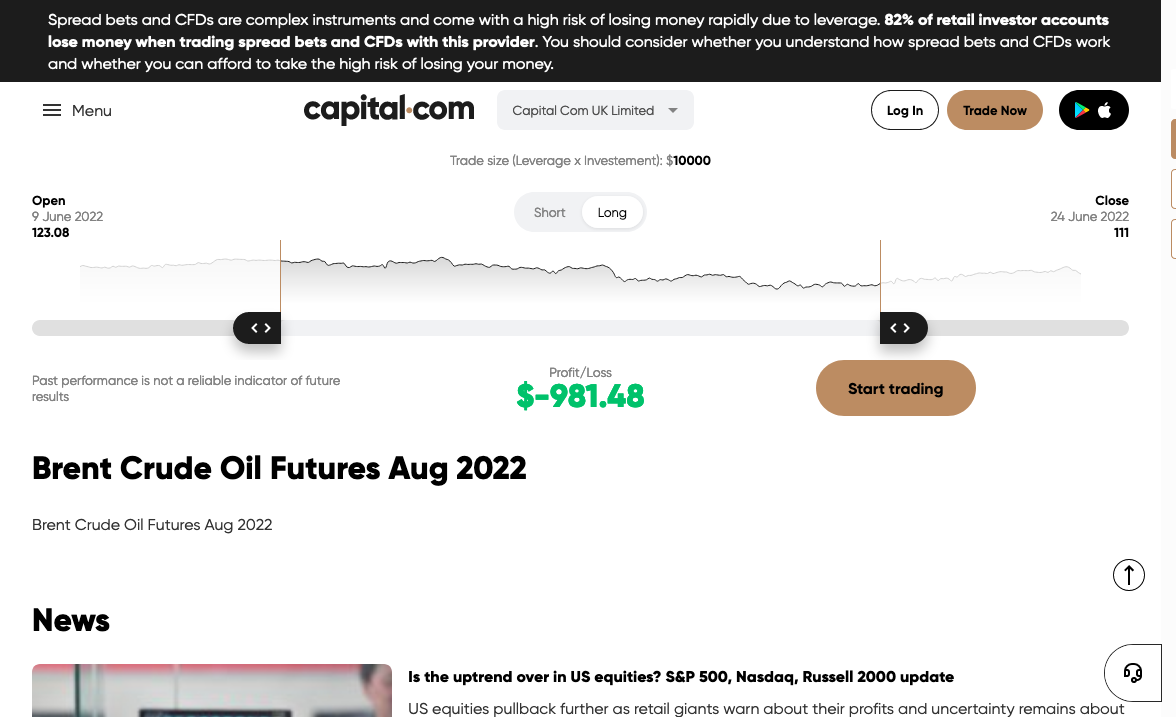 Spread bets and CFDs are complex instruments and come with a high risk of losing money rapidly due to leverage. 82% of retail investor accounts
lose money when trading spread bets and CFDs with this provider. You should consider whether you understand how spread bets and CFDs work
and whether you can afford to take the high risk of losing your money.
Menu
capital.com
Capital Com UK Limited
Log In
Trade Now
Trade size (Leverage x Investement): $10000
Open
9 June 2022
123.08
Short
Long
Close
24 June 2022
111
Past performance is not a reliable indicator of future
results
Profit/Loss
$-981.48
Start trading
Brent Crude Oil Futures Aug 2022
Brent Crude Oil Futures Aug 2022
News
Is the uptrend over in US equities? S&P 500, Nasdaq, Russell 2000 update
US equities pullback further as retail giants warn about their profits and uncertainty remains about